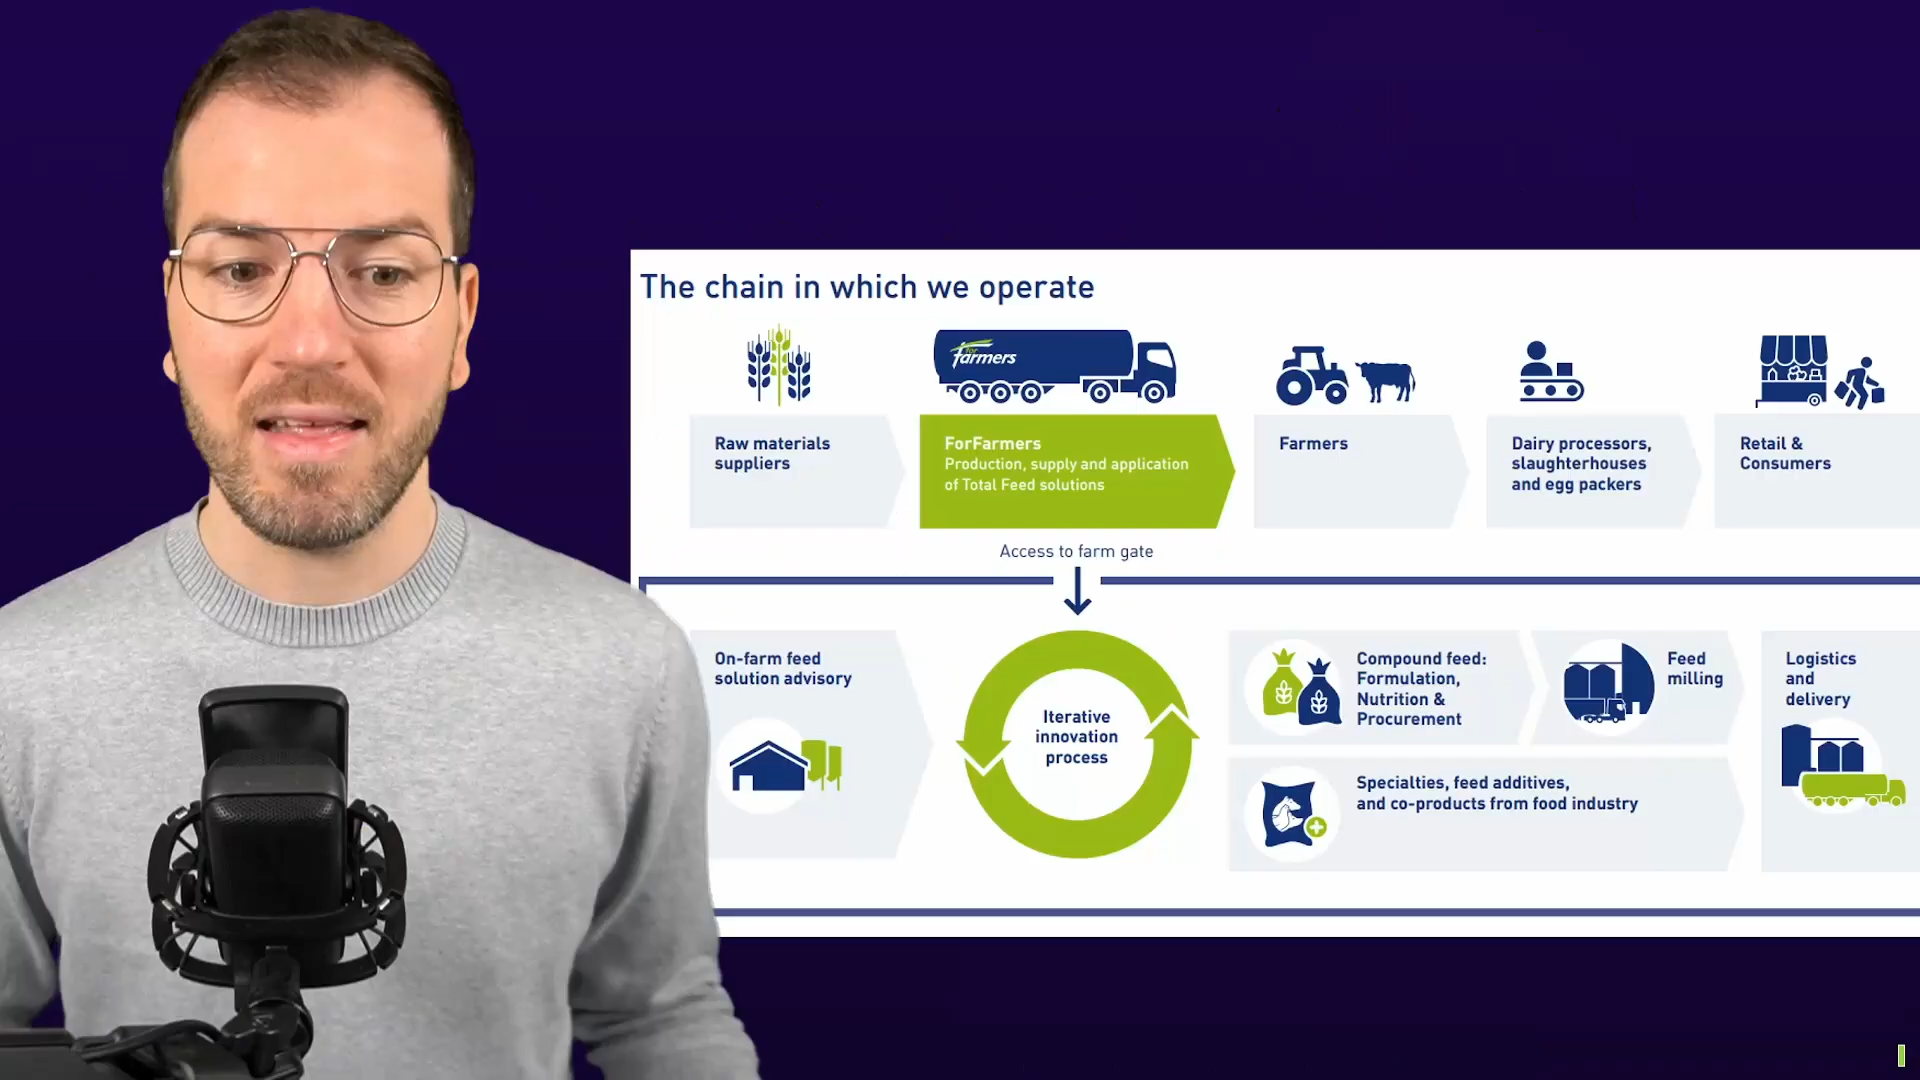 The chain in which we operate
for
farmers
Raw materials
suppliers
ForFarmers
Production, supply and application
of Total Feed solutions
Farmers
Dairy processors,
slaughterhouses
and egg packers
Retail &
Consumers
Access to farm gate
On-farm feed
solution advisory
Iterative
innovation
process
Compound feed:
Formulation,
Nutrition &
Procurement
Feed
milling
Logistics
and
delivery
Specialties, feed additives,
and co-products from food industry